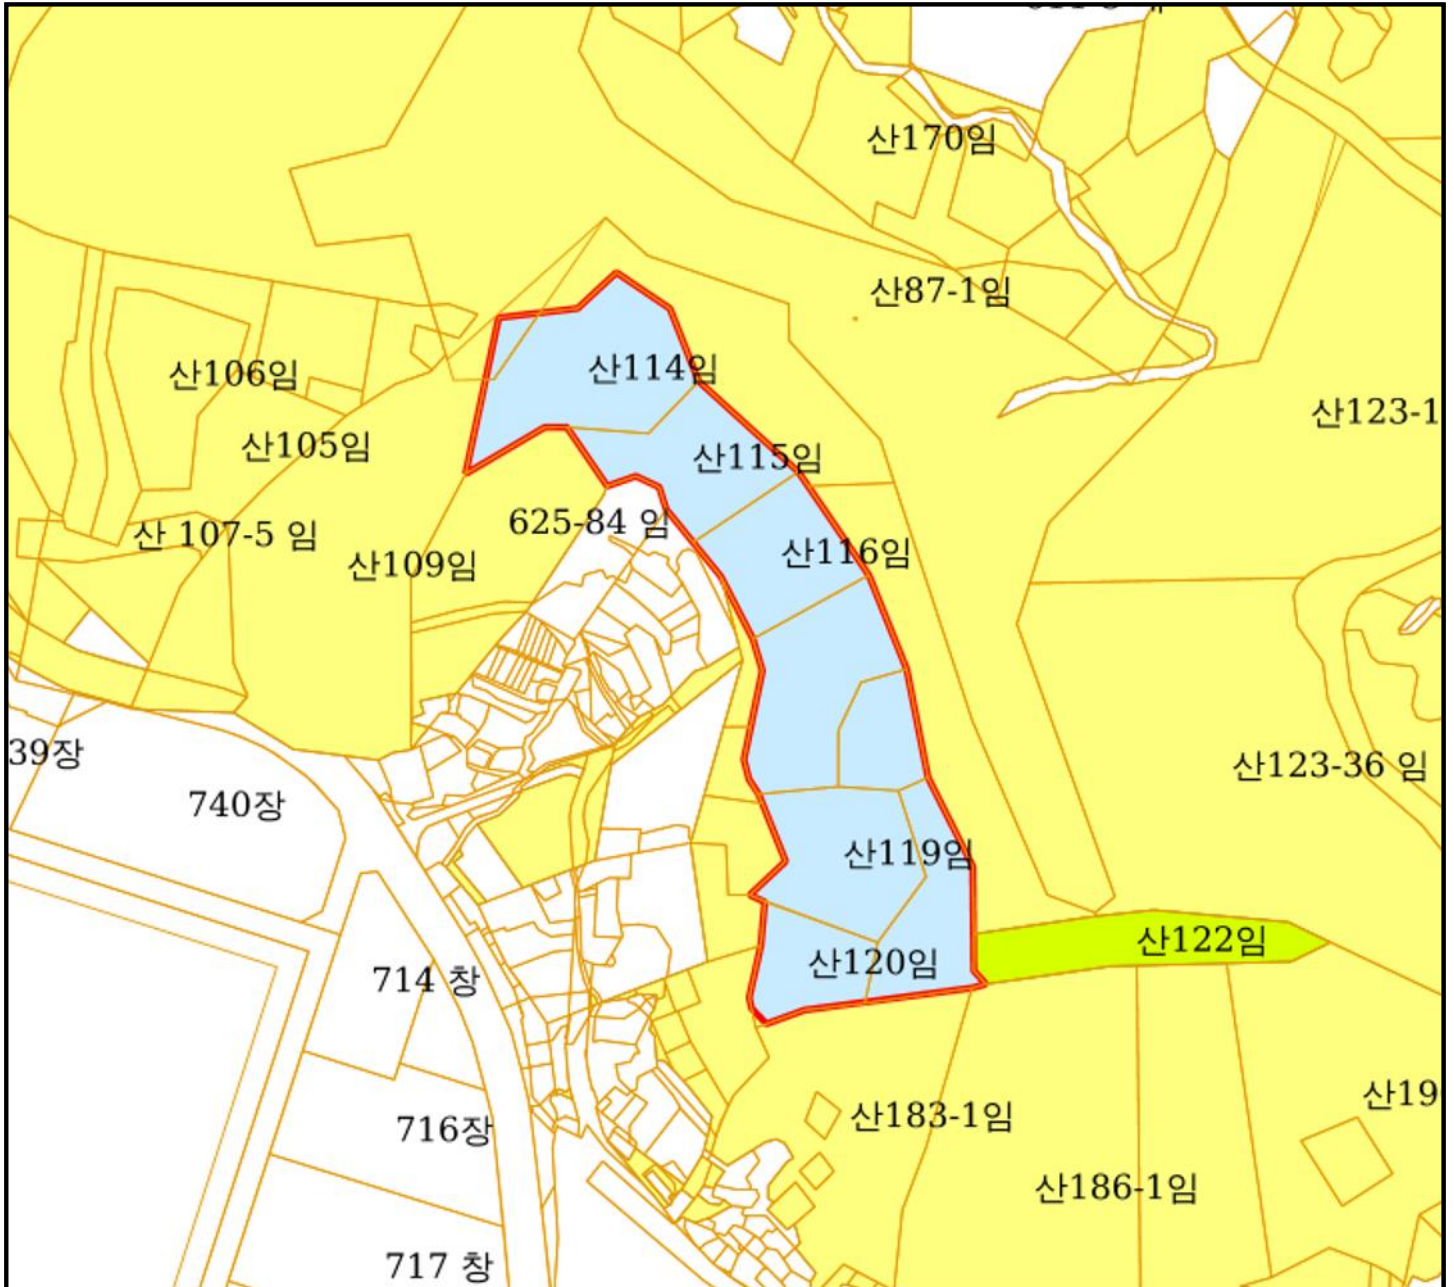 산170임
산87-1임
산114임
산106임
산123-1
산105임
산115임
625-84 임
산 107-5 임
산116임
산109임
39장
산123-36 임
740장
산119임
산122임
산120임
714 창
산19
산183-1임
716장
산186-1임
717 창